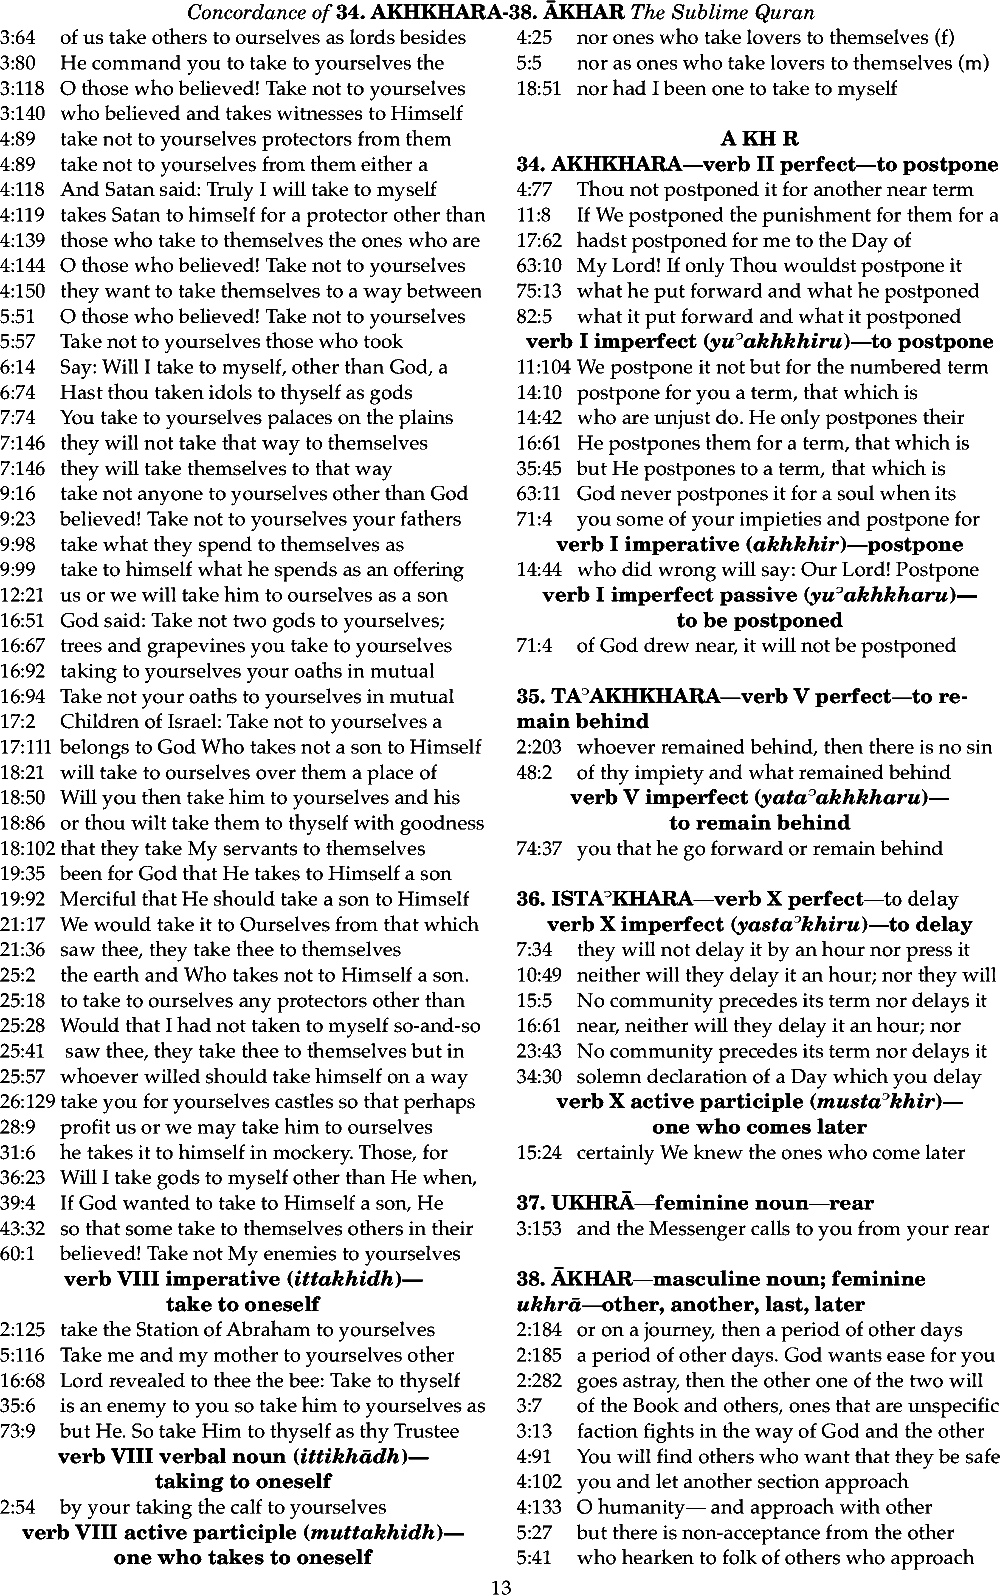 Concordance of 34. AKHKHARA-38. ĀKHAR The Sublime Quran
3:64 of us take others to ourselves as lords besides
3:80 He command you to take to yourselves the
3:118 O those who believed! Take not to yourselves
3:140 who believed and takes witnesses to Himself
4:89 take not to yourselves protectors from them
4:89 take not to yourselves from them either a
4:118 And Satan said: Truly I will take to myself
4:119 takes Satan to himself for a protector other than
4:139 those who take to themselves the ones who are
4:144 O those who believed! Take not to yourselves
4:150 they want to take themselves to a way between
5:51 O those who believed! Take not to yourselves
5:57 Take not to yourselves those who took
6:14 Say: Will I take to myself, other than God, a
6:74 Hast thou taken idols to thyself as gods
7:74 You take to yourselves palaces on the plains
7:146 they will not take that way to themselves
7:146 they will take themselves to that way
9:16 take not anyone to yourselves other than God
9:23 believed! Take not to yourselves your fathers
9:98 take what they spend to themselves as
9:99 take to himself what he spends as an offering
12:21 us or we will take him to ourselves as a son
16:51 God said: Take not two gods to yourselves;
16:67 trees and grapevines you take to yourselves
16:92 taking to yourselves your oaths in mutual
16:94 Take not your oaths to yourselves in mutual
17:2 Children of Israel: Take not to yourselves a
17:111 belongs to God Who takes not a son to Himself
18:21 will take to ourselves over them a place of
18:50 Will you then take him to yourselves and his
18:86 or thou wilt take them to thyself with goodness
18:102 that they take My servants to themselves
19:35 been for God that He takes to Himself a son
19:92 Merciful that He should take a son to Himself
21:17 We would take it to Ourselves from that which
21:36 saw thee, they take thee to themselves
25:2 the earth and Who takes not to Himself a son.
25:18 to take to ourselves any protectors other than
25:28 Would that I had not taken to myself so-and-so
25:41 saw thee, they take thee to themselves but in
25:57 whoever willed should take himself on a way
26:129 take you for yourselves castles so that perhaps
28:9 profit us or we may take him to ourselves
31:6 he takes it to himself in mockery. Those, for
36:23 Will I take gods to myself other than He when,
39:4 If God wanted to take to Himself a son, He
43:32 so that some take to themselves others in their
60:1 believed! Take not My enemies to yourselves
verb VIII imperative (ittakhidh)—
take to oneself
2:125 take the Station of Abraham to yourselves
5:116 Take me and my mother to yourselves other
16:68 Lord revealed to thee the bee: Take to thyself
35:6 is an enemy to you so take him to yourselves as
73:9 but He. So take Him to thyself as thy Trustee
verb VIII verbal noun (ittikhādh)—
taking to oneself
2:54 by your taking the calf to yourselves
verb VIII active participle (muttakhidh)—
one who takes to oneself
4:25 nor ones who take lovers to themselves (f)
5:5 nor as ones who take lovers to themselves (m)
18:51 nor had I been one to take to myself
A KH R
34. AKHKHARA—verb II perfect—to postpone
4:77 Thou not postponed it for another near term
11:8 If We postponed the punishment for them for a
17:62 hadst postponed for me to the Day of
63:10 My Lord! If only Thou wouldst postpone it
75:13 what he put forward and what he postponed
82:5 what it put forward and what it postponed
verb I imperfect (yuʾakhkhiru)—to postpone
11:104 We postpone it not but for the numbered term
14:10 postpone for you a term, that which is
14:42 who are unjust do. He only postpones their
16:61 He postpones them for a term, that which is
35:45 but He postpones to a term, that which is
63:11 God never postpones it for a soul when its
71:4 you some of your impieties and postpone for
verb I imperative (akhkhir)—postpone
14:44 who did wrong will say: Our Lord! Postpone
verb I imperfect passive (yuʾakhkharu)—
to be postponed
71:4 of God drew near, it will not be postponed
35. TAʾAKHKHARA—verb V perfect—to re-
main behind
2:203 whoever remained behind, then there is no sin
48:2 of thy impiety and what remained behind
verb V imperfect (yataʾakhkharu)—
to remain behind
74:37 you that he go forward or remain behind
36. ISTAʾKHARA—verb X perfect—to delay
verb X imperfect (yastaʾkhiru)—to delay
7:34 they will not delay it by an hour nor press it
10:49 neither will they delay it an hour; nor they will
15:5 No community precedes its term nor delays it
16:61 near, neither will they delay it an hour; nor
23:43 No community precedes its term nor delays it
34:30 solemn declaration of a Day which you delay
verb X active participle (mustaʾkhir)—
one who comes later
15:24 certainly We knew the ones who come later
37. UKHRĀ—feminine noun—rear
3:153 and the Messenger calls to you from your rear
38. ĀKHAR—masculine noun; feminine
ukhrā—other, another, last, later
2:184 or on a journey, then a period of other days
2:185 a period of other days. God wants ease for you
2:282 goes astray, then the other one of the two will
3:7 of the Book and others, ones that are unspecific
3:13 faction fights in the way of God and the other
4:91 You will find others who want that they be safe
4:102 you and let another section approach
4:133 O humanity— and approach with other
5:27 but there is non-acceptance from the other
5:41 who hearken to folk of others who approach
13